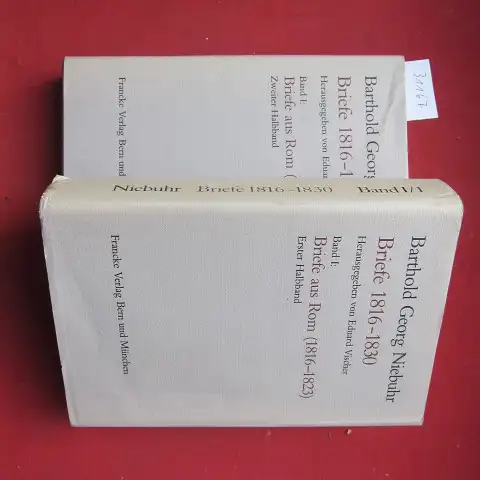 Barthold Georg
Briefe 1816-1
Herausgegeben von Edua
Band I:
Briefe aus Rom (
Zweiter Halbband
Francke Verlag Bern und
Niebuhr Briefe 1816-1830 Band I/1
Barthold Georg Niebuhr
Briefe 1816-1830
Herausgegeben von Eduard Vischer
Band I:
Briefe aus Rom (1816-1823)
Erster Halbband
Francke Verlag Bern und München